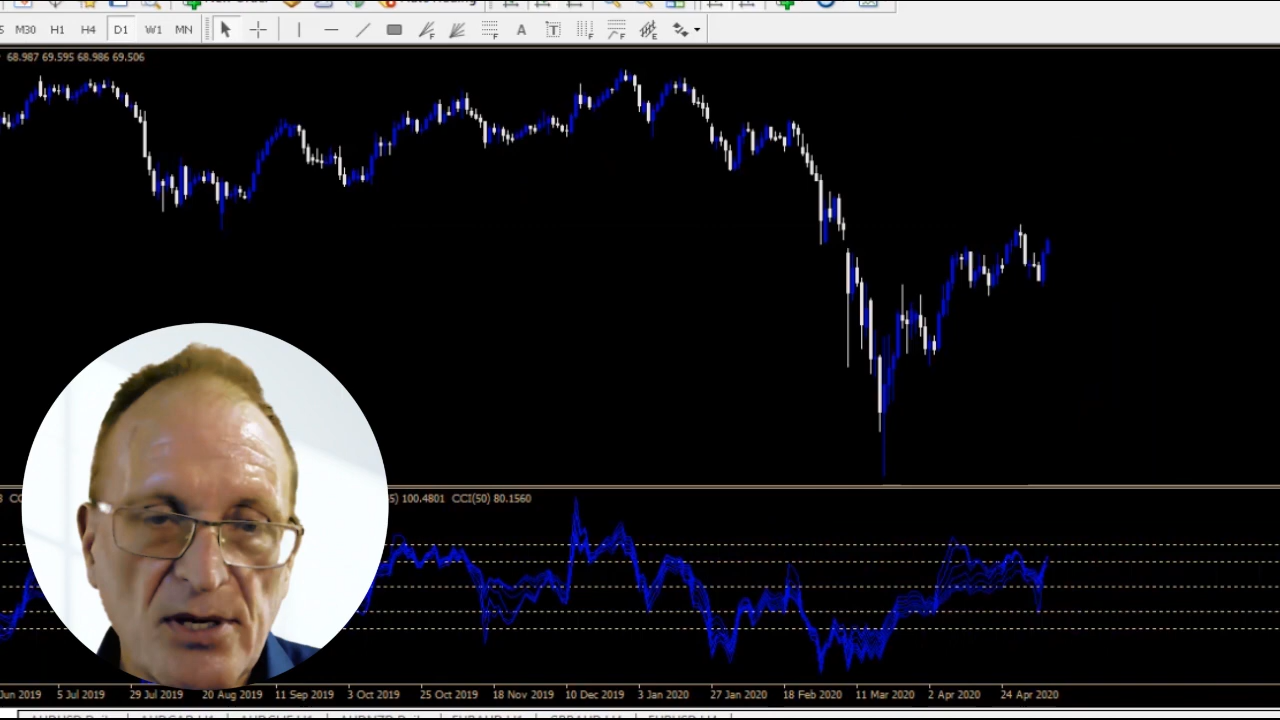 M30 H1 H4 D1 W1 MN
68.987 69.595 68.986 69.506
100.4801 CCI(50) 80.1560
Jun 2019 5 Jul 2019 29 Jul 2019 20 Aug 2019 11 Sep 2019 3 Oct 2019 25 Oct 2019 18 Nov 2019 10 Dec 2019 3 Jan 2020 27 Jan 2020 18 Feb 2020 11 Mar 2020 2 Apr 2020 24 Apr 2020